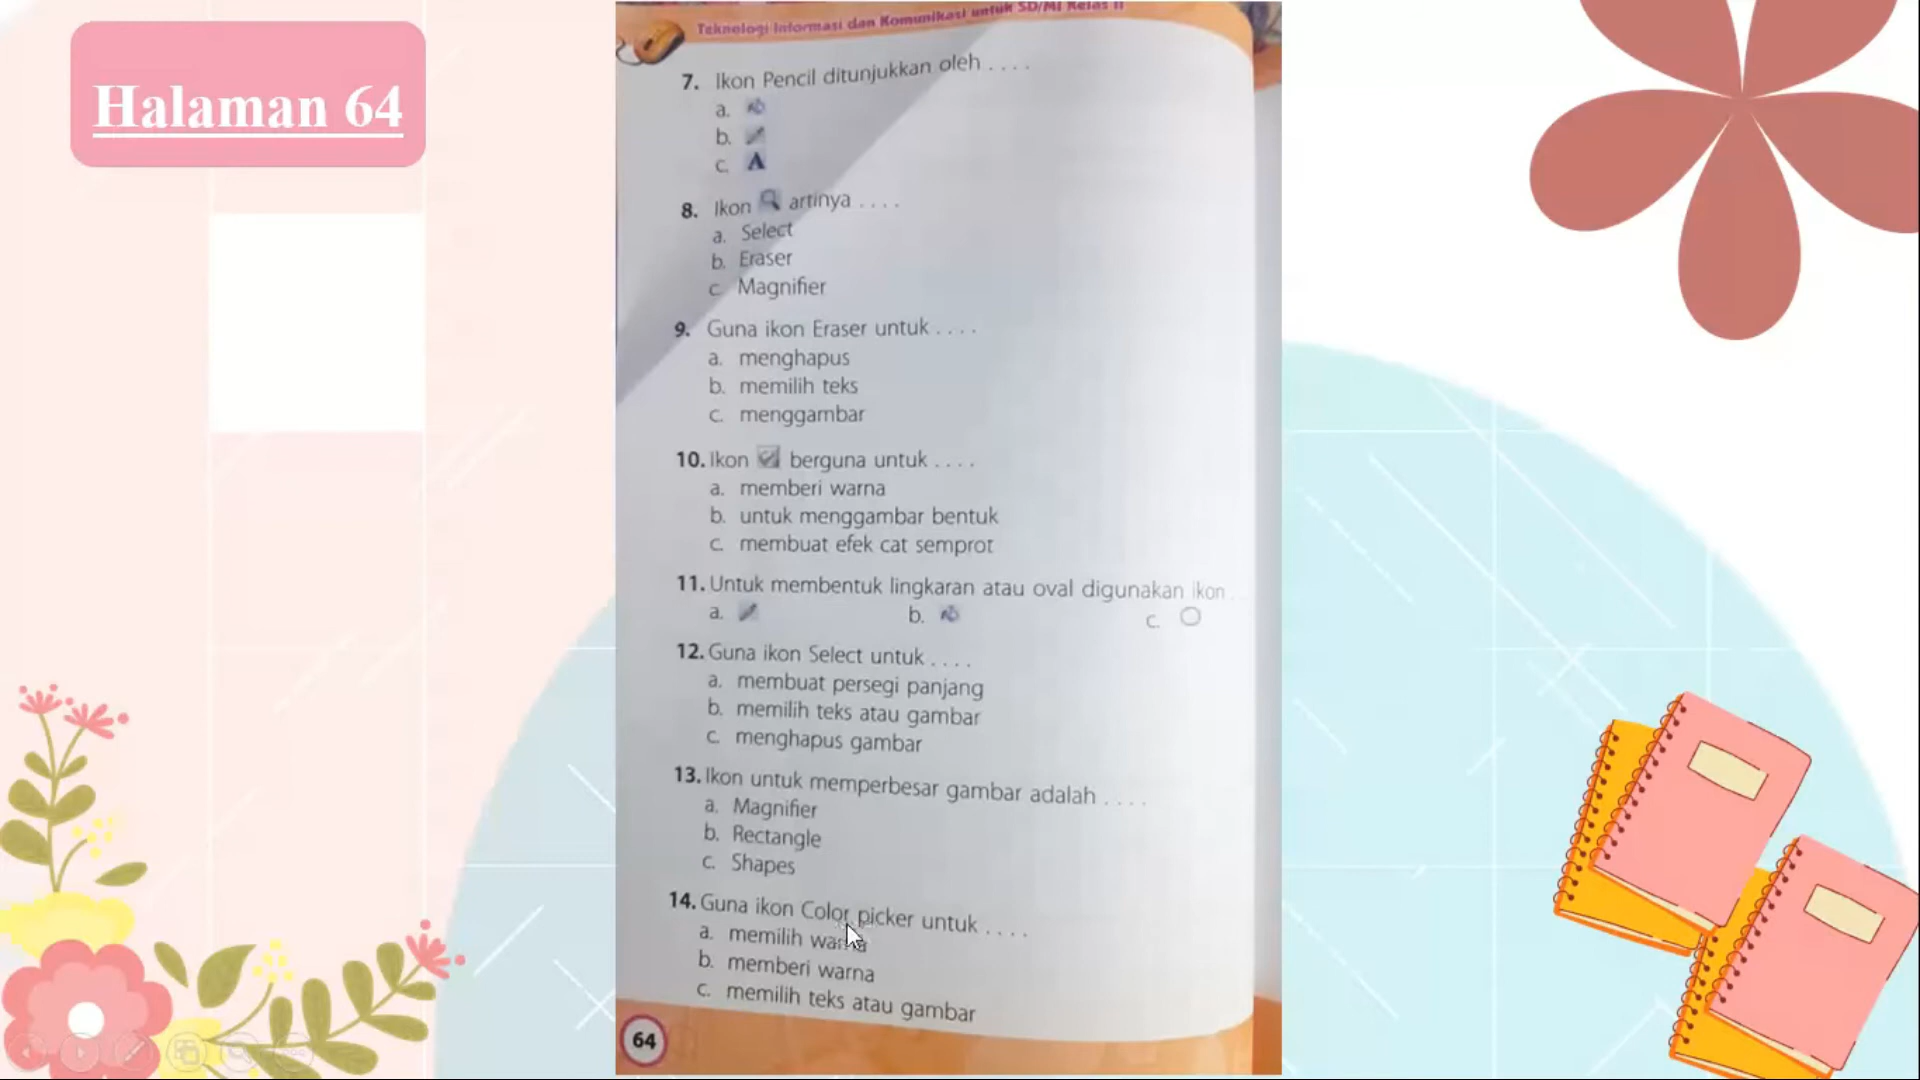 Halaman 64
Teknologi Informasi dan Komunikasi untuk SD/MI Kelas II
7. Ikon Pencil ditunjukkan oleh . . . .
a.
b.
c. A
8. Ikon artinya . . . .
a. Select
b. Eraser
c. Magnifier
9. Guna ikon Eraser untuk . . . .
a. menghapus
b. memilih teks
c. menggambar
10. Ikon berguna untuk . . . .
a. memberi warna
b. untuk menggambar bentuk
c. membuat efek cat semprot
11. Untuk membentuk lingkaran atau oval digunakan ikon . .
a. b. c.
12. Guna ikon Select untuk . . . .
a. membuat persegi panjang
b. memilih teks atau gambar
c. menghapus gambar
13. Ikon untuk memperbesar gambar adalah . . . .
a. Magnifier
b. Rectangle
c. Shapes
14. Guna ikon Color picker untuk . . . .
a. memilih warna
b. memberi warna
c. memilih teks atau gambar
64